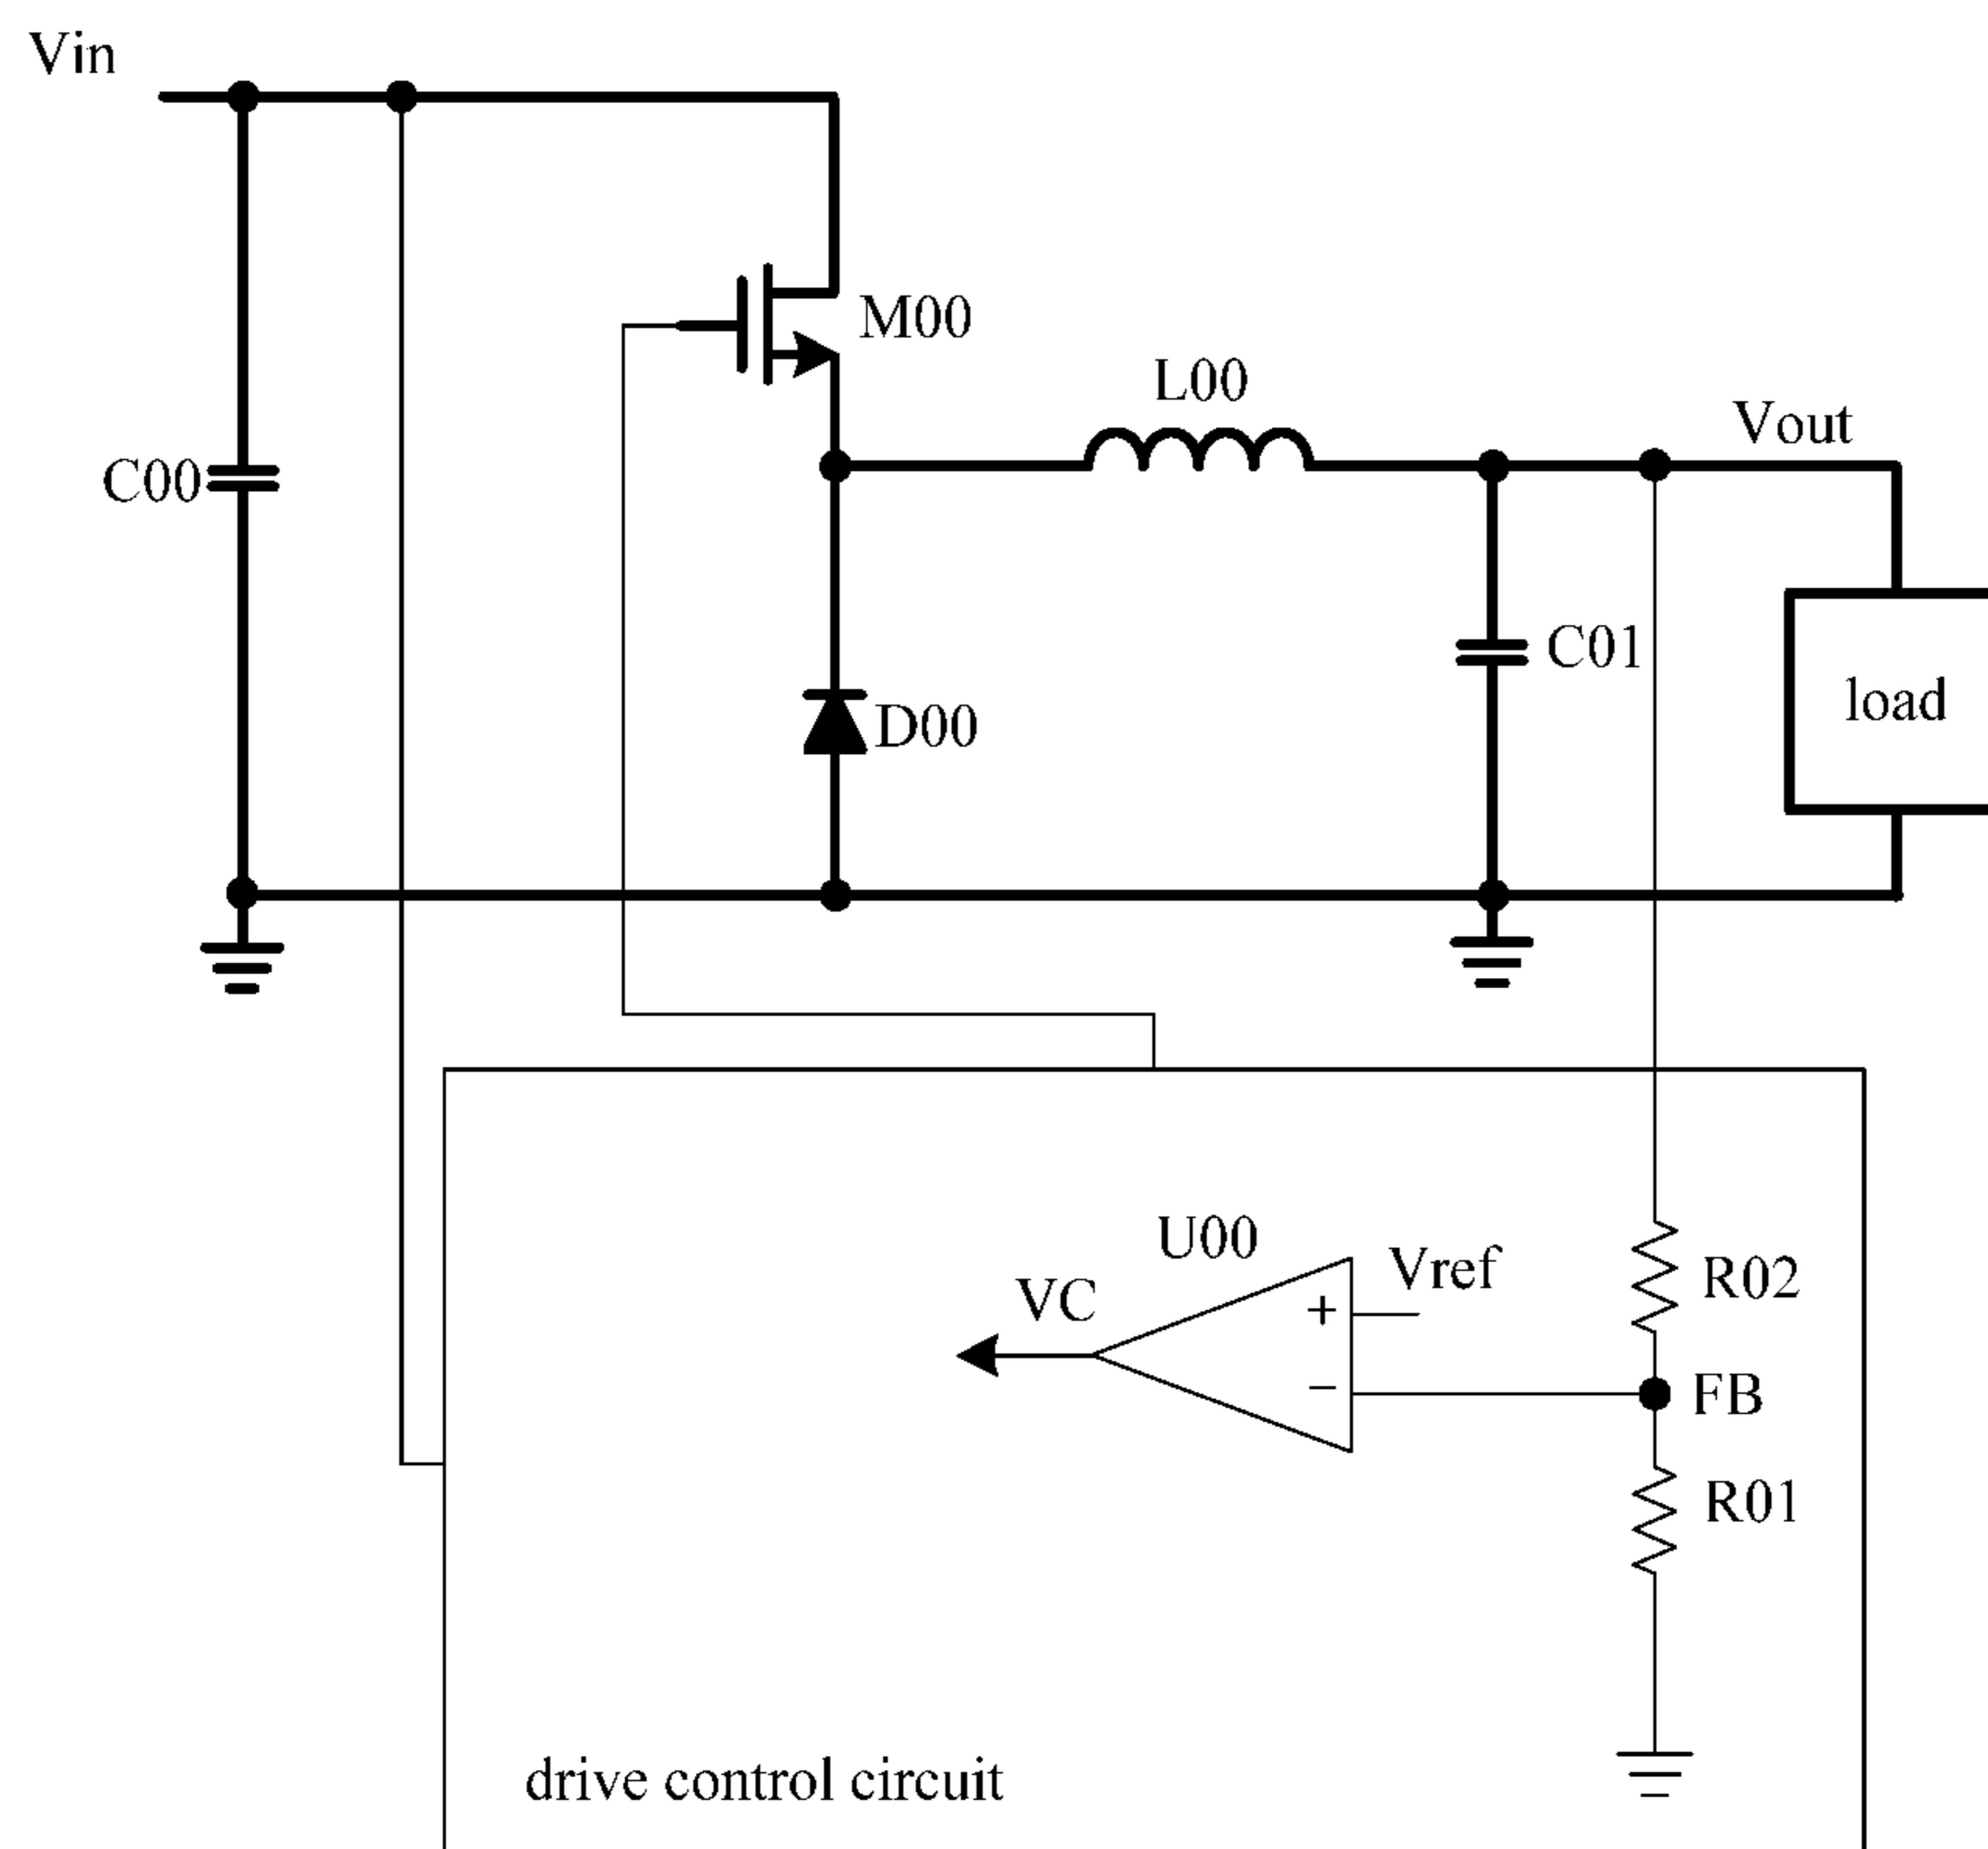 Vin
M00
L00
Vout
C00
C01
load
D00
U00
Vref
VC
+
R02
−
FB
R01
drive control circuit